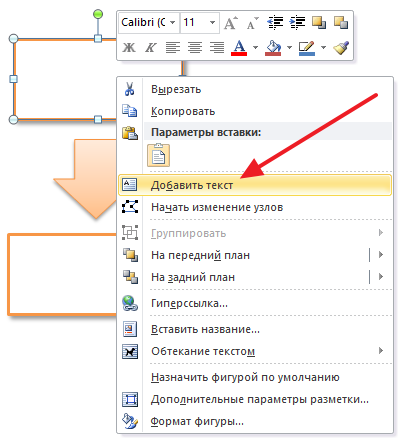 Calibri (С 11
Ж К А
Вырезать
Копировать
Параметры вставки:
Добавить текст
Начать изменение узлов
Группировать
На передний план
На задний план
Гиперссылка...
Вставить название...
Обтекание текстом
Назначить фигурой по умолчанию
Дополнительные параметры разметки...
Формат фигуры...